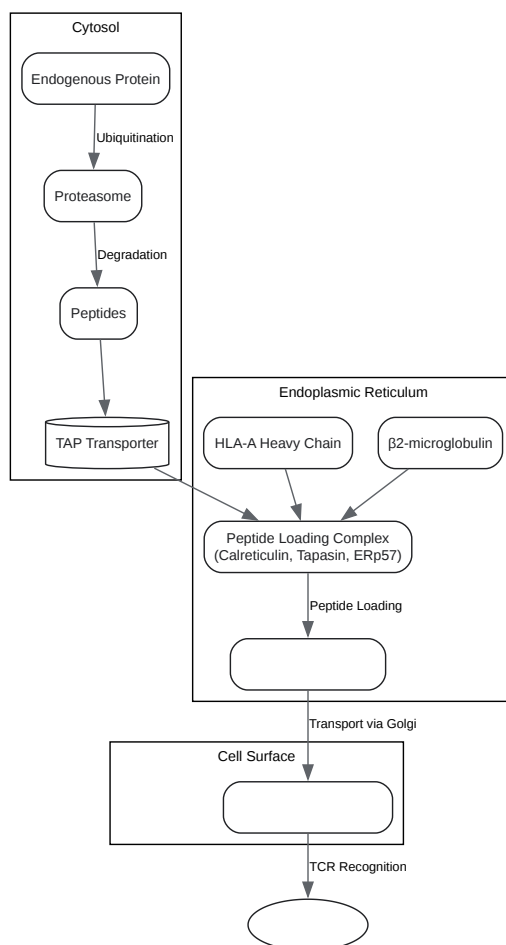 Cytosol
Endogenous Protein
Ubiquitination
Proteasome
Degradation
Peptides
TAP Transporter
Endoplasmic Reticulum
HLA-A Heavy Chain
β2-microglobulin
Peptide Loading Complex
(Calreticulin, Tapasin, ERp57)
Peptide Loading
Transport via Golgi
Cell Surface
TCR Recognition